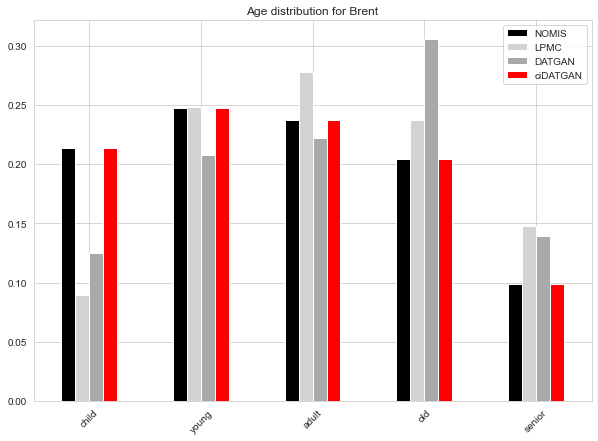 Age distribution for Brent
NOMIS
LPMC
DATGAN
ciDATGAN
0.30
0.25
0.20
0.15
0.10
0.05
0.00
child
young
adult
old
senior